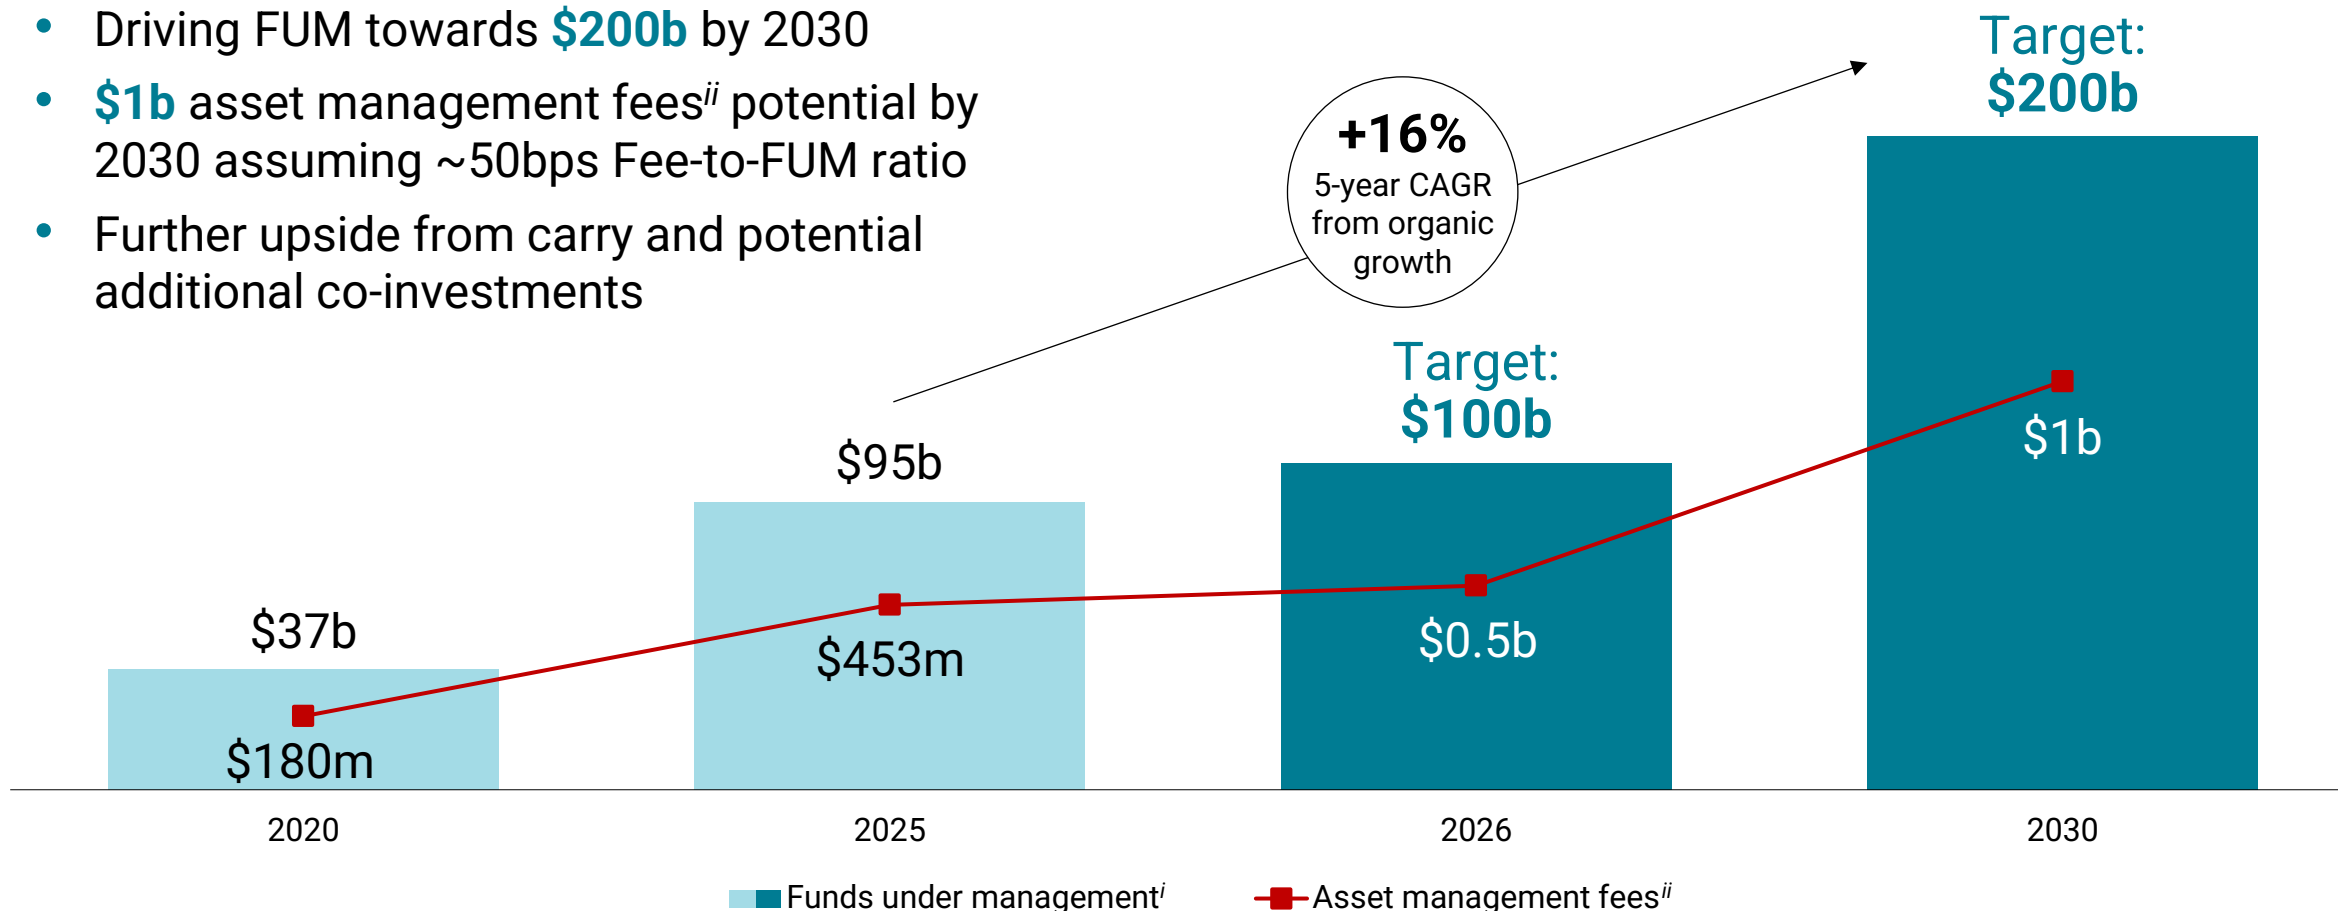 • Driving FUM towards $200b by 2030
• $1b asset management feesii potential by
2030 assuming ~50bps Fee-to-FUM ratio
• Further upside from carry and potential
additional co-investments
+16%
5-year CAGR
from organic
growth
Target:
$200b
Target:
$100b
$95b
$37b
$180m
$453m
$0.5b
$1b
2020
2025
2026
2030
Funds under managementi
Asset management feesii